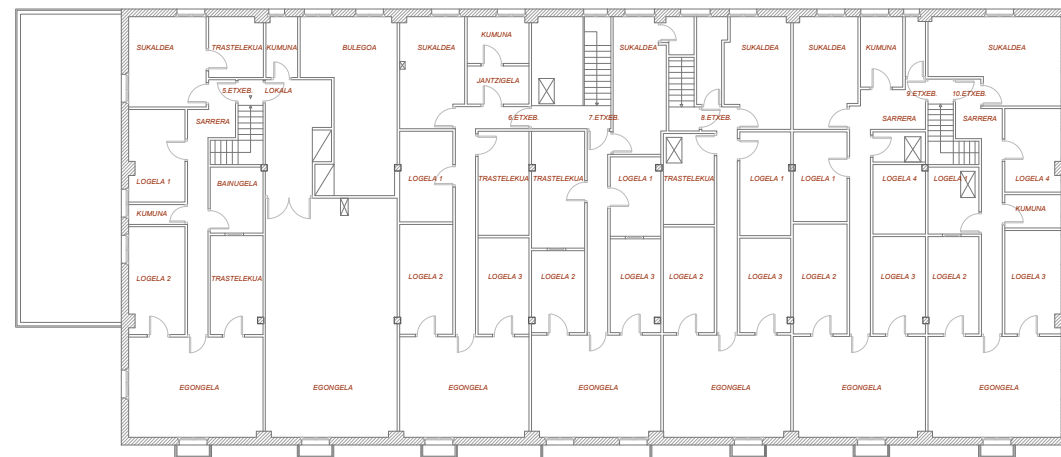 SUKALDEA TRASTELEKUA KUMUNA BULEGOA SUKALDEA KUMUNA SUKALDEA SUKALDEA SUKALDEA KUMUNA SUKALDEA
JANTZIGELA
5.ETXEB. LOKALA 9.ETXEB. 10.ETXEB.
SARRERA 6.ETXEB. 7.ETXEB. 8.ETXEB. SARRERA SARRERA
LOGELA 1 BAINUGELA LOGELA 1 TRASTELEKUA TRASTELEKUA LOGELA 1 TRASTELEKUA LOGELA 1 LOGELA 1 LOGELA 4 LOGELA 1 LOGELA 4
KUMUNA KUMUNA
LOGELA 2 TRASTELEKUA LOGELA 2 LOGELA 3 LOGELA 2 LOGELA 3 LOGELA 2 LOGELA 3 LOGELA 2 LOGELA 3 LOGELA 2 LOGELA 3
EGONGELA EGONGELA EGONGELA EGONGELA EGONGELA EGONGELA EGONGELA